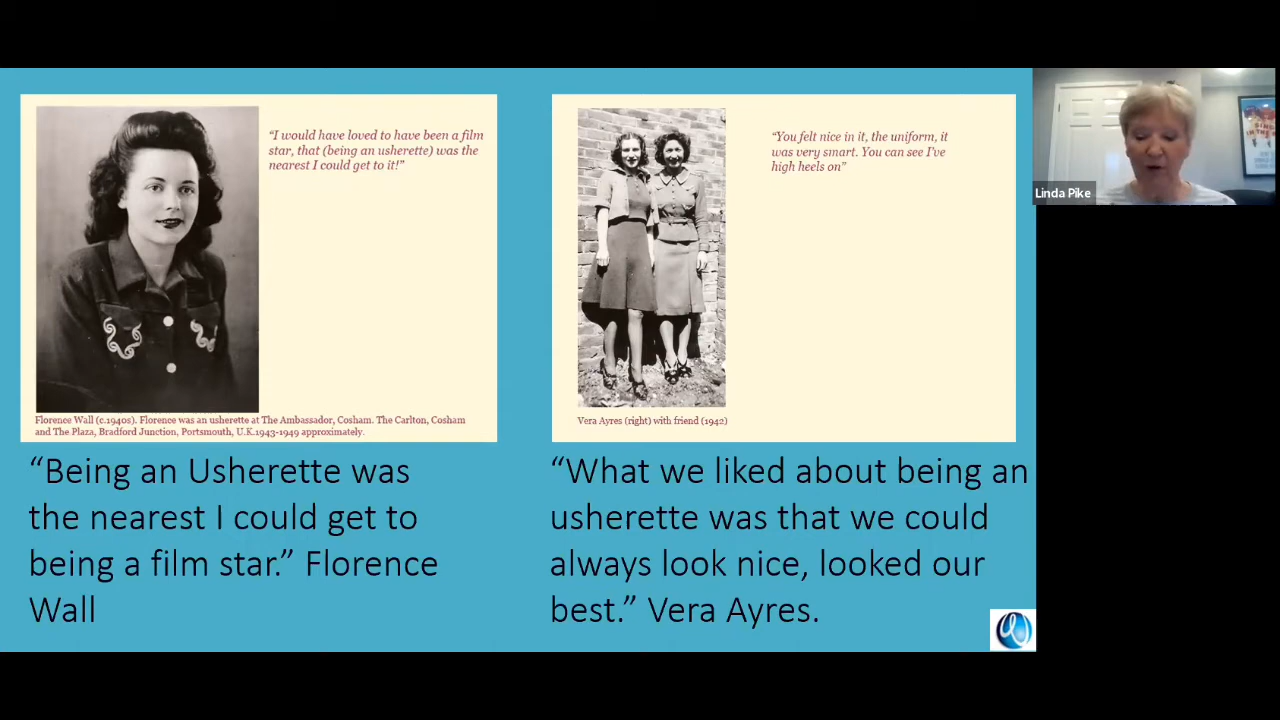 “I would have loved to have been a film
star, that (being an usherette) was the
nearest I could get to it!”
Florence Wall (c.1940s). Florence was an usherette at The Ambassador, Cosham. The Carlton, Cosham
and The Plaza, Bradford Junction, Portsmouth, U.K.1943-1949 approximately.
“Being an Usherette was
the nearest I could get to
being a film star.” Florence
Wall
“You felt nice in it, the uniform, it
was very smart. You can see I’ve
high heels on”
Vera Ayres (right) with friend (1942)
“What we liked about being an
usherette was that we could
always look nice, looked our
best.” Vera Ayres.
Linda Pike